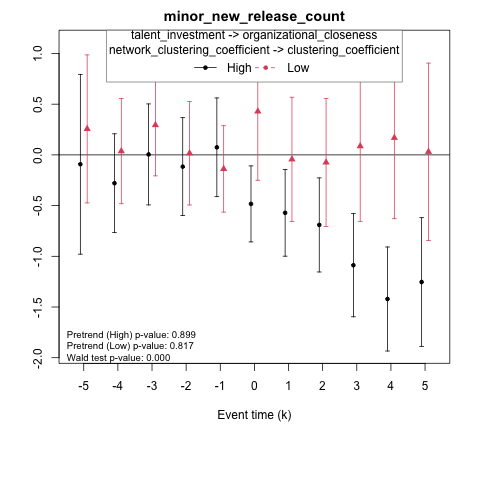 minor_new_release_count
talent_investment -> organizational_closeness
network_clustering_coefficient -> clustering_coefficient
High Low
1.0
0.5
0.0
-0.5
-1.0
-1.5
-2.0
Pretrend (High) p-value: 0.899
Pretrend (Low) p-value: 0.817
Wald test p-value: 0.000
-5 -4 -3 -2 -1 0 1 2 3 4 5
Event time (k)